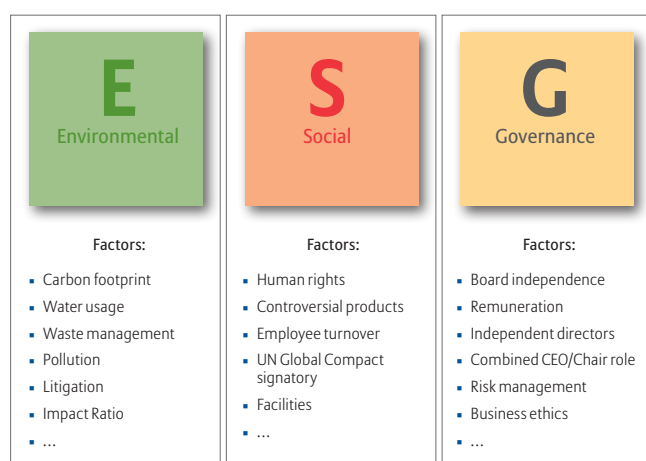 E
Environmental
Factors:
▪ Carbon footprint
▪ Water usage
▪ Waste management
▪ Pollution
▪ Litigation
▪ Impact Ratio
▪ ...
S
Social
Factors:
▪ Human rights
▪ Controversial products
▪ Employee turnover
▪ UN Global Compact
signatory
▪ Facilities
▪ ...
G
Governance
Factors:
▪ Board independence
▪ Remuneration
▪ Independent directors
▪ Combined CEO/Chair role
▪ Risk management
▪ Business ethics
▪ ...